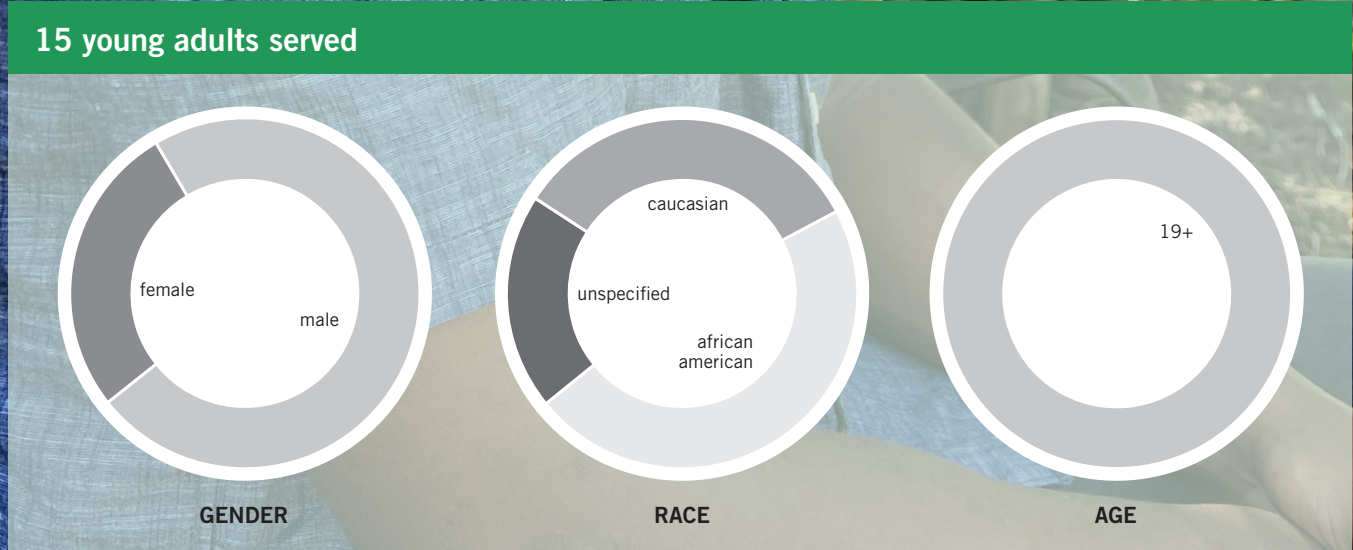 15 young adults served
female
male
GENDER
caucasian
unspecified
african
american
RACE
19+
AGE